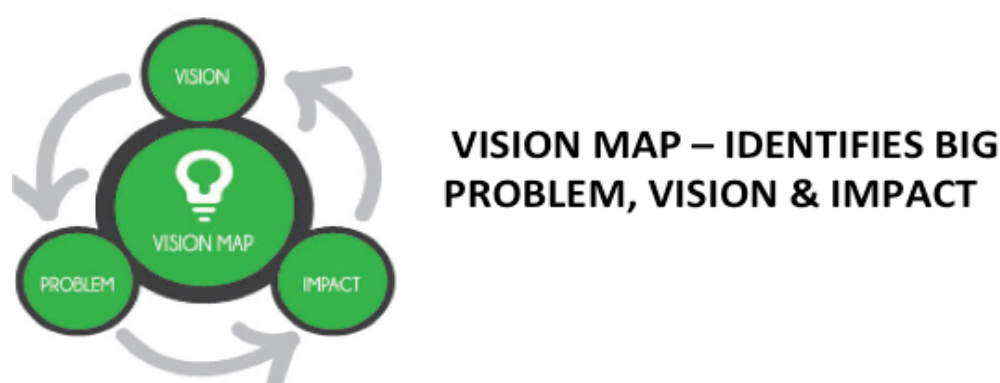 VISION
VISION MAP
PROBLEM
IMPACT
VISION MAP – IDENTIFIES BIG
PROBLEM, VISION & IMPACT